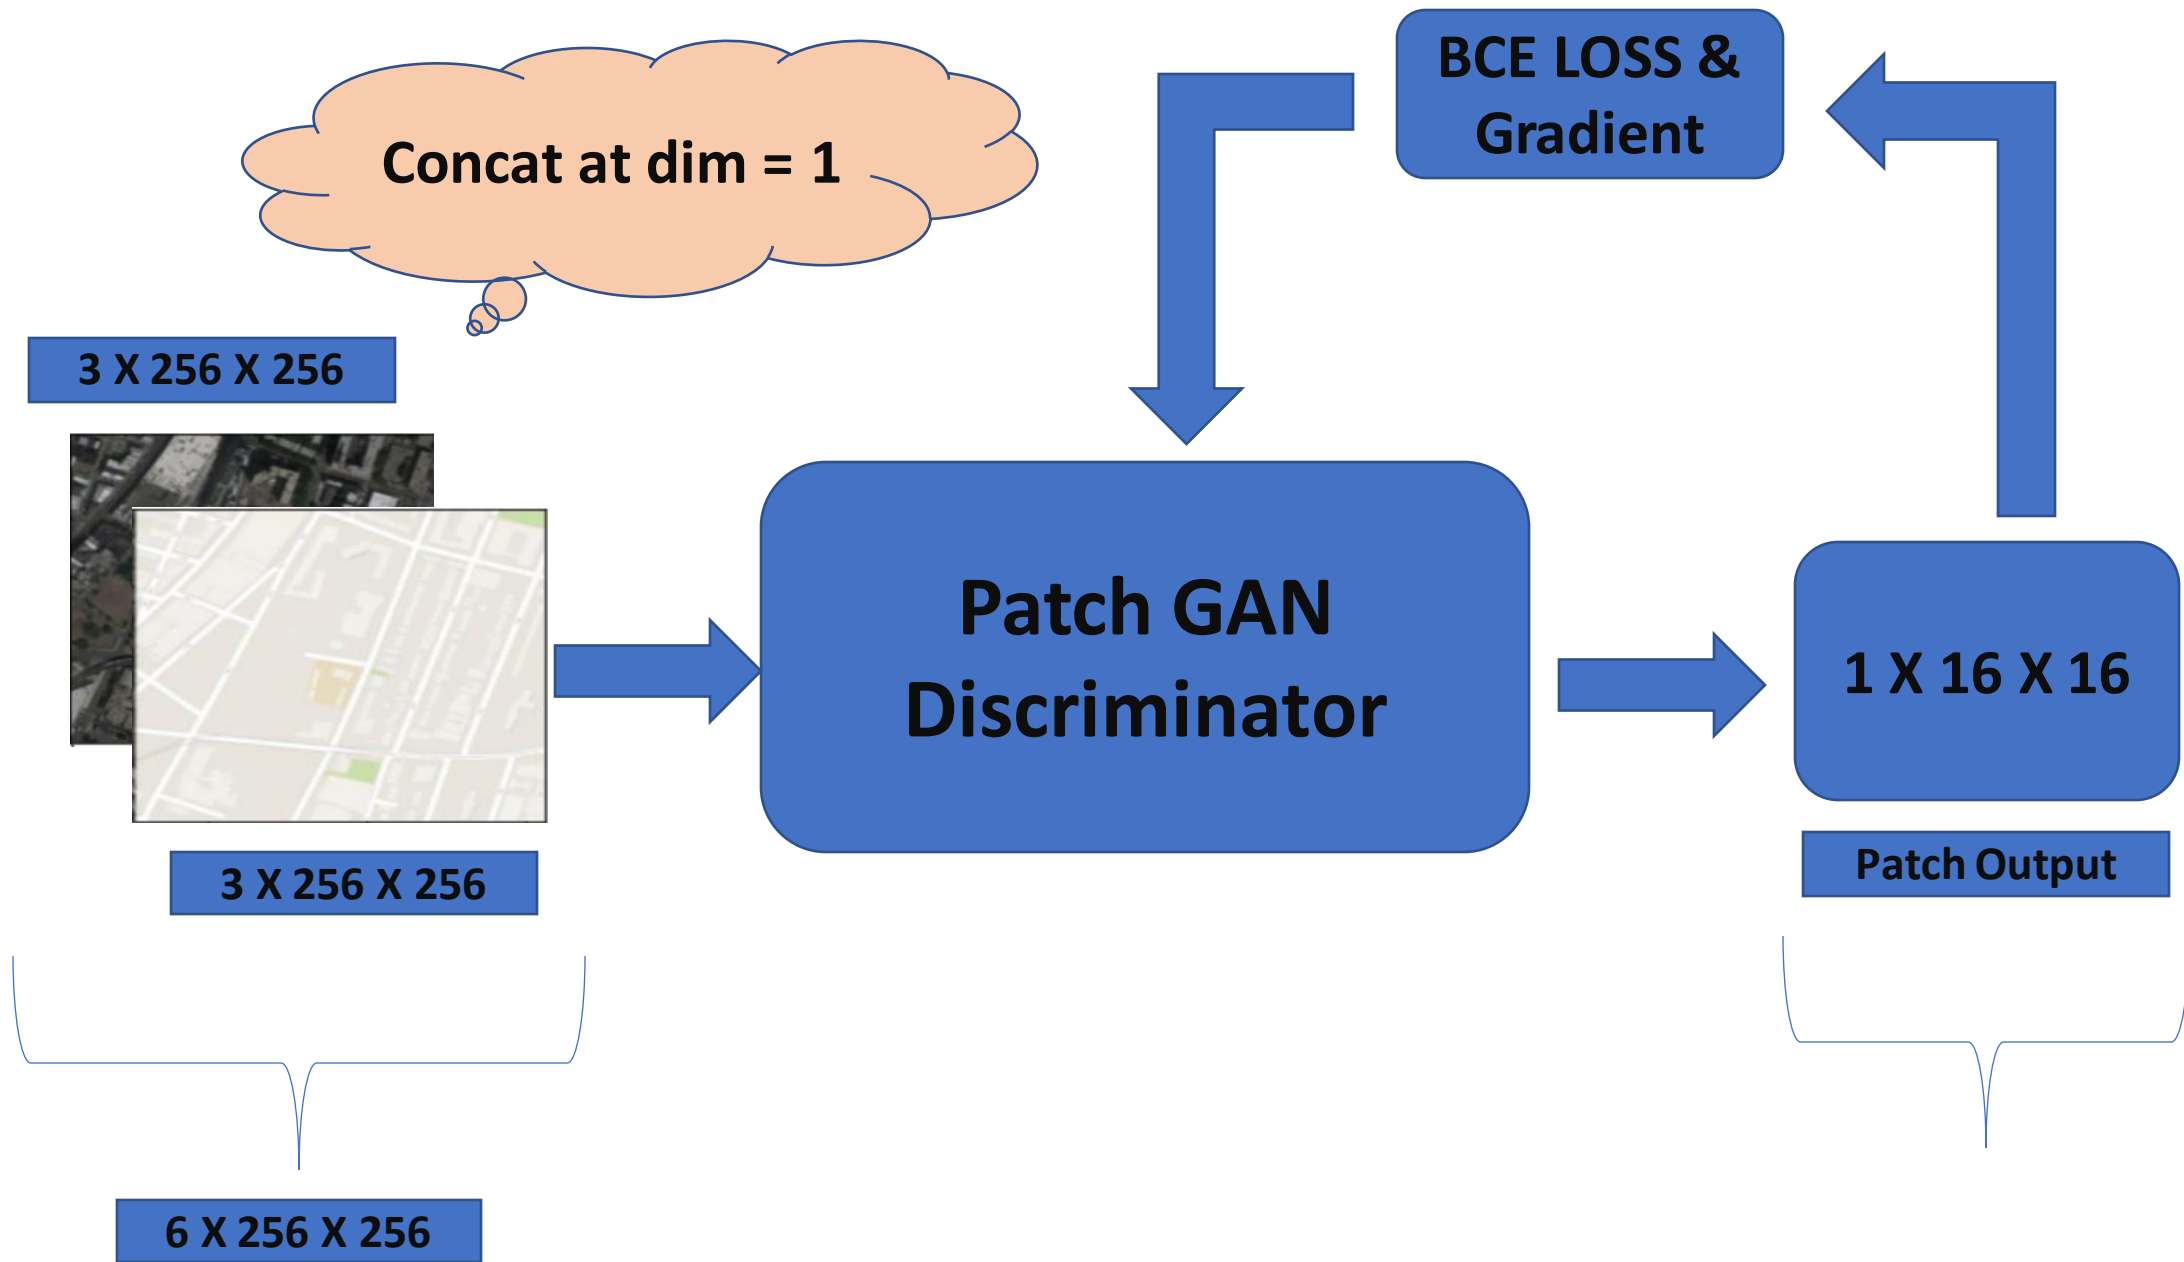 BCE LOSS &
Gradient
Concat at dim = 1
3 X 256 X 256
Patch GAN
Discriminator
1 X 16 X 16
Patch Output
3 X 256 X 256
6 X 256 X 256